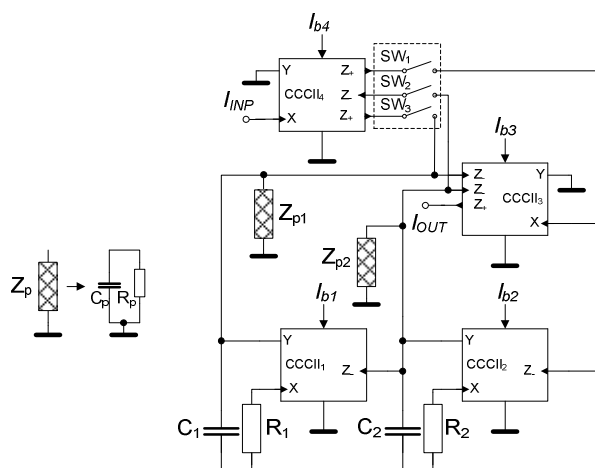 I_b4
Y
Z+
SW1
CCCII4
Z-
SW2
I_INP
X
Z+
SW3
I_b3
Z-
Y
Z-
CCCII3
I_OUT
Z+
X
Z_p1
Z_p2
Z_p
C_p
R_p
I_b1
I_b2
Y
CCCII1
Z-
X
Y
CCCII2
Z-
X
C1
R1
C2
R2